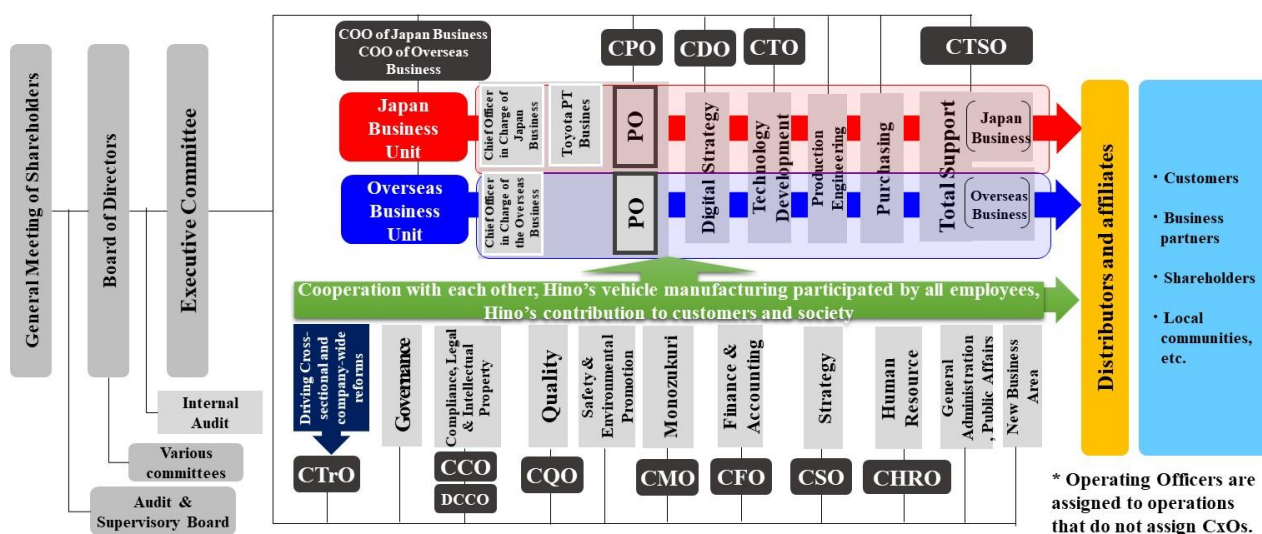 General Meeting of Shareholders
Board of Directors
Executive Committee
Internal
Audit
Various
committees
Audit &
Supervisory Board
COO of Japan Business
COO of Overseas
Business
CPO
CDO
CTO
CTSO
Japan
Business
Unit
Chief Officer
in Charge of
Japan
Business
Toyota PT
Busines
PO
Digital Strategy
Technology
Development
Production
Engineering
Purchasing
Total Support
Japan
Business
Overseas
Business
Unit
Chief Officer
in Charge of
the Overseas
Business
PO
Overseas
Business
Cooperation with each other, Hino's vehicle manufacturing participated by all employees,
Hino's contribution to customers and society
Driving Cross-
sectional and
company-wide
reforms
Governance
Compliance, Legal
& Intellectual
Property
Quality
Safety &
Environmental
Promotion
Monozukuri
Finance &
Accounting
Strategy
Human
Resource
General
Administration
, Public Affairs
New Business
Area
CTrO
CCO
DCCO
CQO
CMO
CFO
CSO
CHRO
Distributors and affiliates
・Customers
・Business
partners
・Shareholders
・Local
communities,
etc.
* Operating Officers are
assigned to operations
that do not assign CxOs.